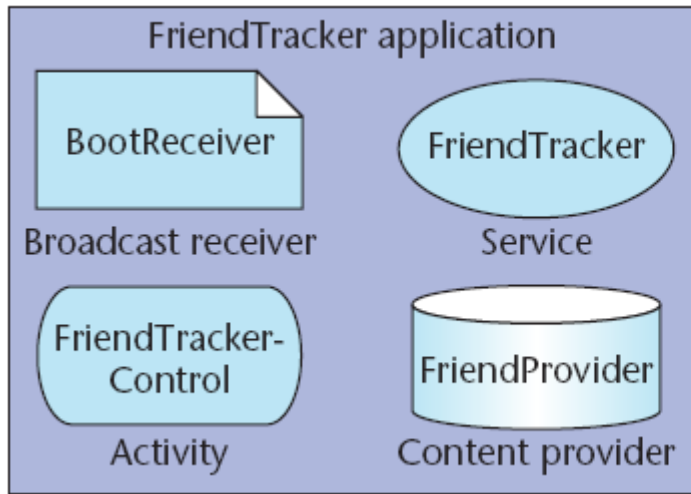 FriendTracker application
BootReceiver
Broadcast receiver
FriendTracker
Service
FriendTracker-
Control
Activity
FriendProvider
Content provider